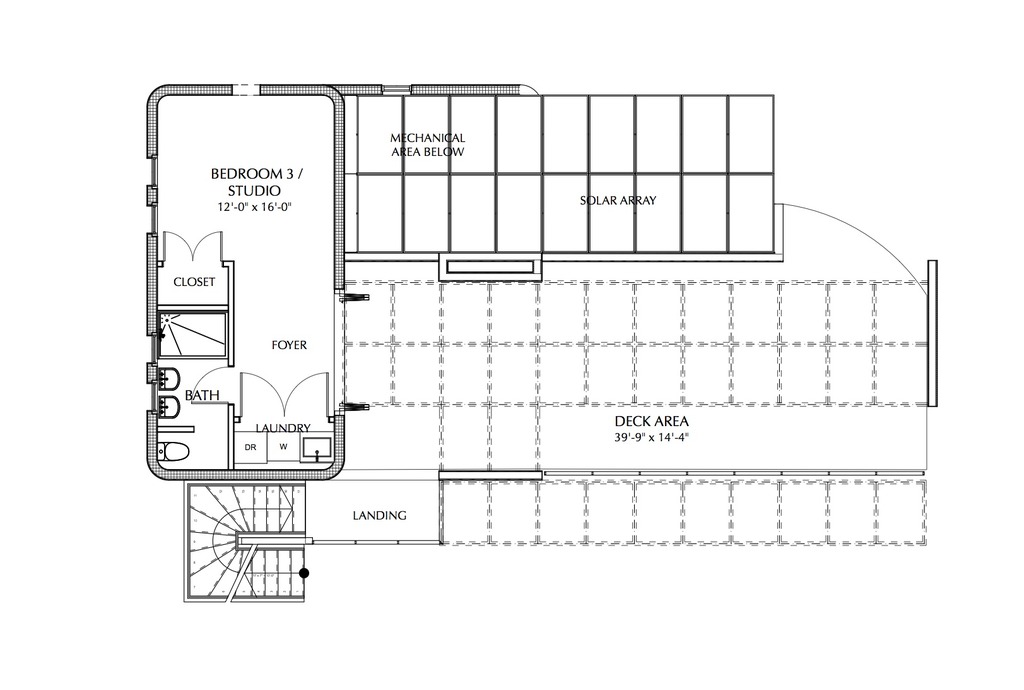 MECHANICAL
AREA BELOW
BEDROOM 3 /
STUDIO
12'-0" x 16'-0"
SOLAR ARRAY
CLOSET
FOYER
BATH
DECK AREA
39'-9" x 14'-4"
LAUNDRY
DR
W
LANDING